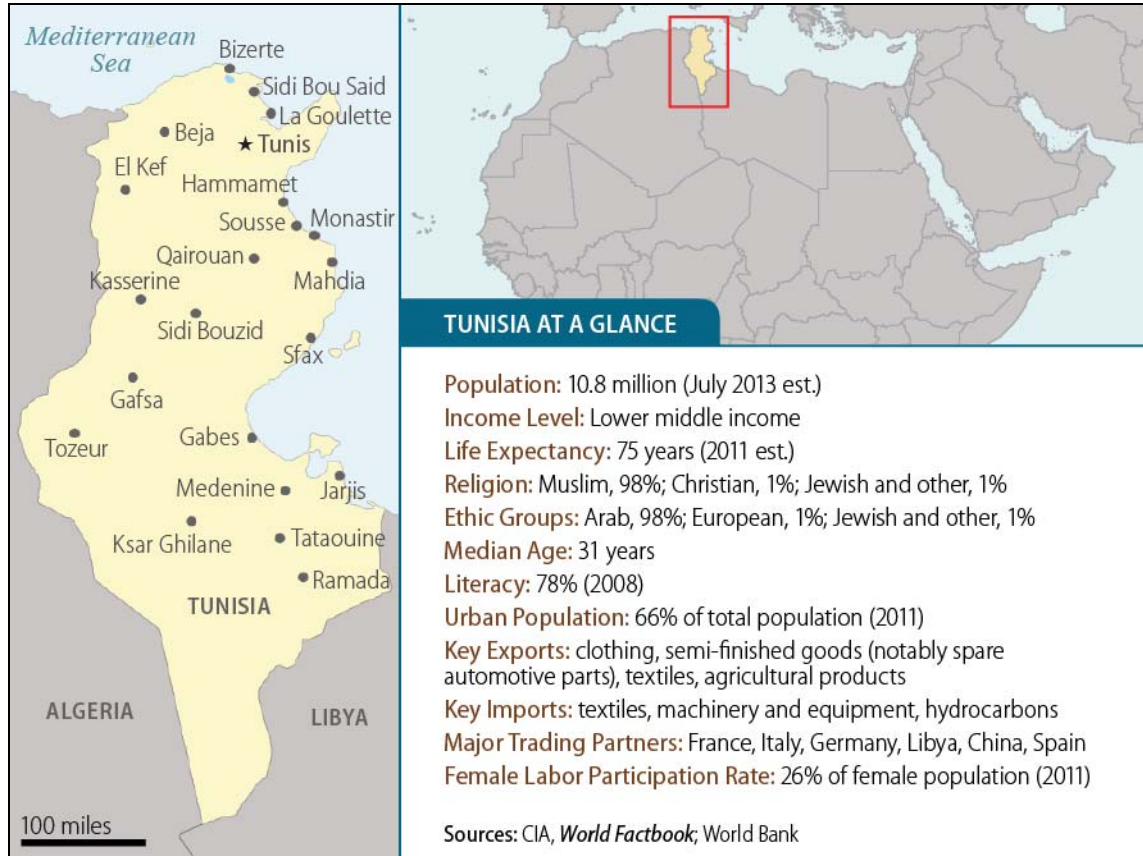 Mediterranean
Sea
Bizerte
Sidi Bou Said
La Goulette
Beja
Tunis
El Kef
Hammamet
Sousse
Monastir
Qairouan
Kasserine
Mahdia
Sidi Bouzid
Sfax
Gafsa
Tozeur
Gabes
Medenine
Jarjis
Ksar Ghilane
Tataouine
Ramada
TUNISIA
ALGERIA
LIBYA
100 miles
TUNISIA AT A GLANCE
Population: 10.8 million (July 2013 est.)
Income Level: Lower middle income
Life Expectancy: 75 years (2011 est.)
Religion: Muslim, 98%; Christian, 1%; Jewish and other, 1%
Ethic Groups: Arab, 98%; European, 1%; Jewish and other, 1%
Median Age: 31 years
Literacy: 78% (2008)
Urban Population: 66% of total population (2011)
Key Exports: clothing, semi-finished goods (notably spare
automotive parts), textiles, agricultural products
Key Imports: textiles, machinery and equipment, hydrocarbons
Major Trading Partners: France, Italy, Germany, Libya, China, Spain
Female Labor Participation Rate: 26% of female population (2011)
Sources: CIA, World Factbook; World Bank